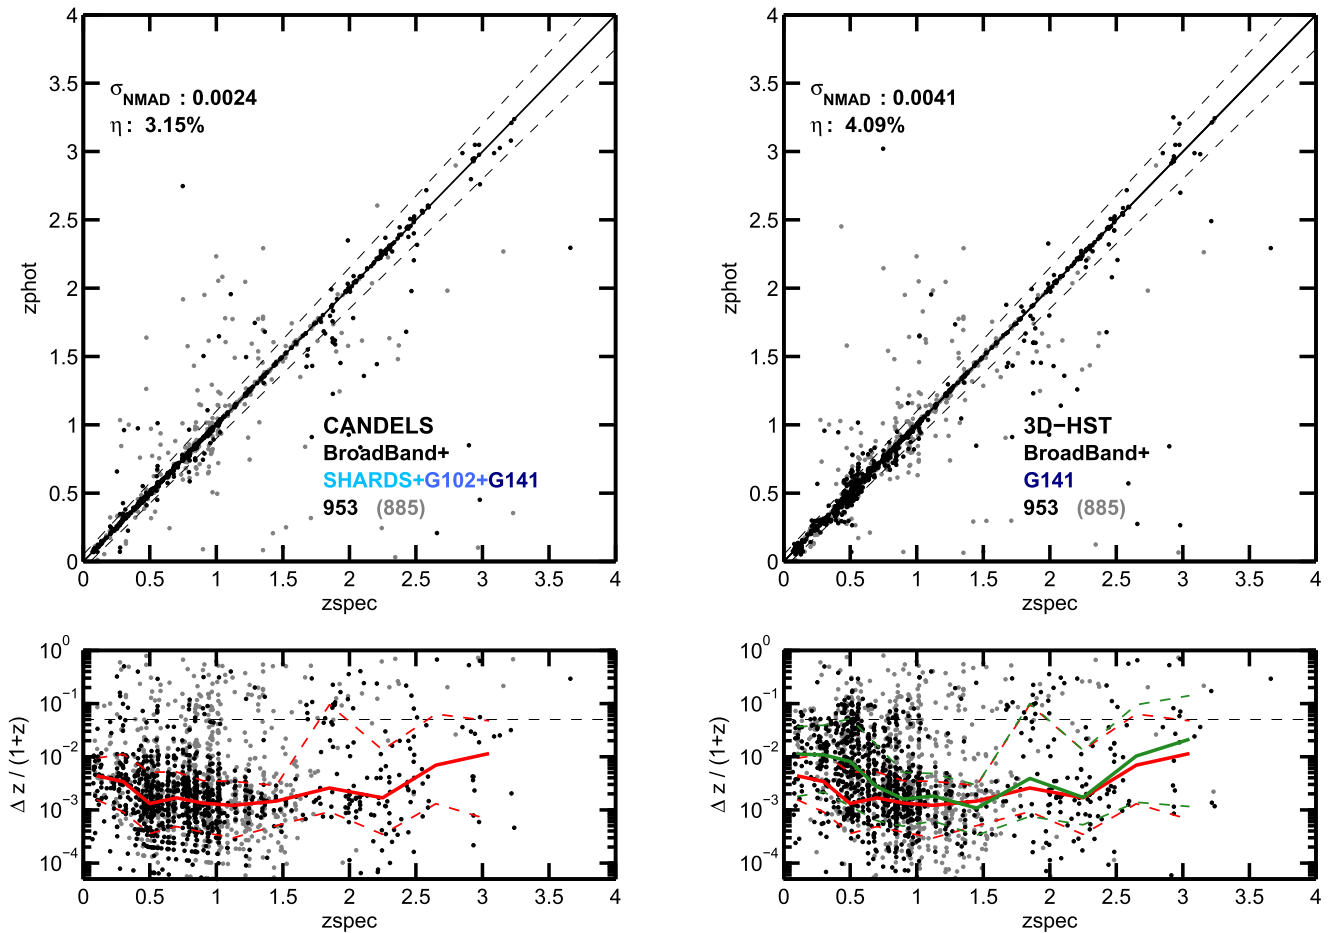 4
3.5
3
2.5
2
1.5
1
0.5
0
zphot
σNMAD : 0.0024
η : 3.15%
CANDELS
BroadBand+
SHARDS+G102+G141
953 (885)
0 0.5 1 1.5 2 2.5 3 3.5 4
zspec
4
3.5
3
2.5
2
1.5
1
0.5
0
zphot
σNMAD : 0.0041
η : 4.09%
3D-HST
BroadBand+
G141
953 (885)
0 0.5 1 1.5 2 2.5 3 3.5 4
zspec
10^0
10^-1
10^-2
10^-3
10^-4
Δ z / (1+z)
0 0.5 1 1.5 2 2.5 3 3.5 4
zspec
10^0
10^-1
10^-2
10^-3
10^-4
Δ z / (1+z)
0 0.5 1 1.5 2 2.5 3 3.5 4
zspec